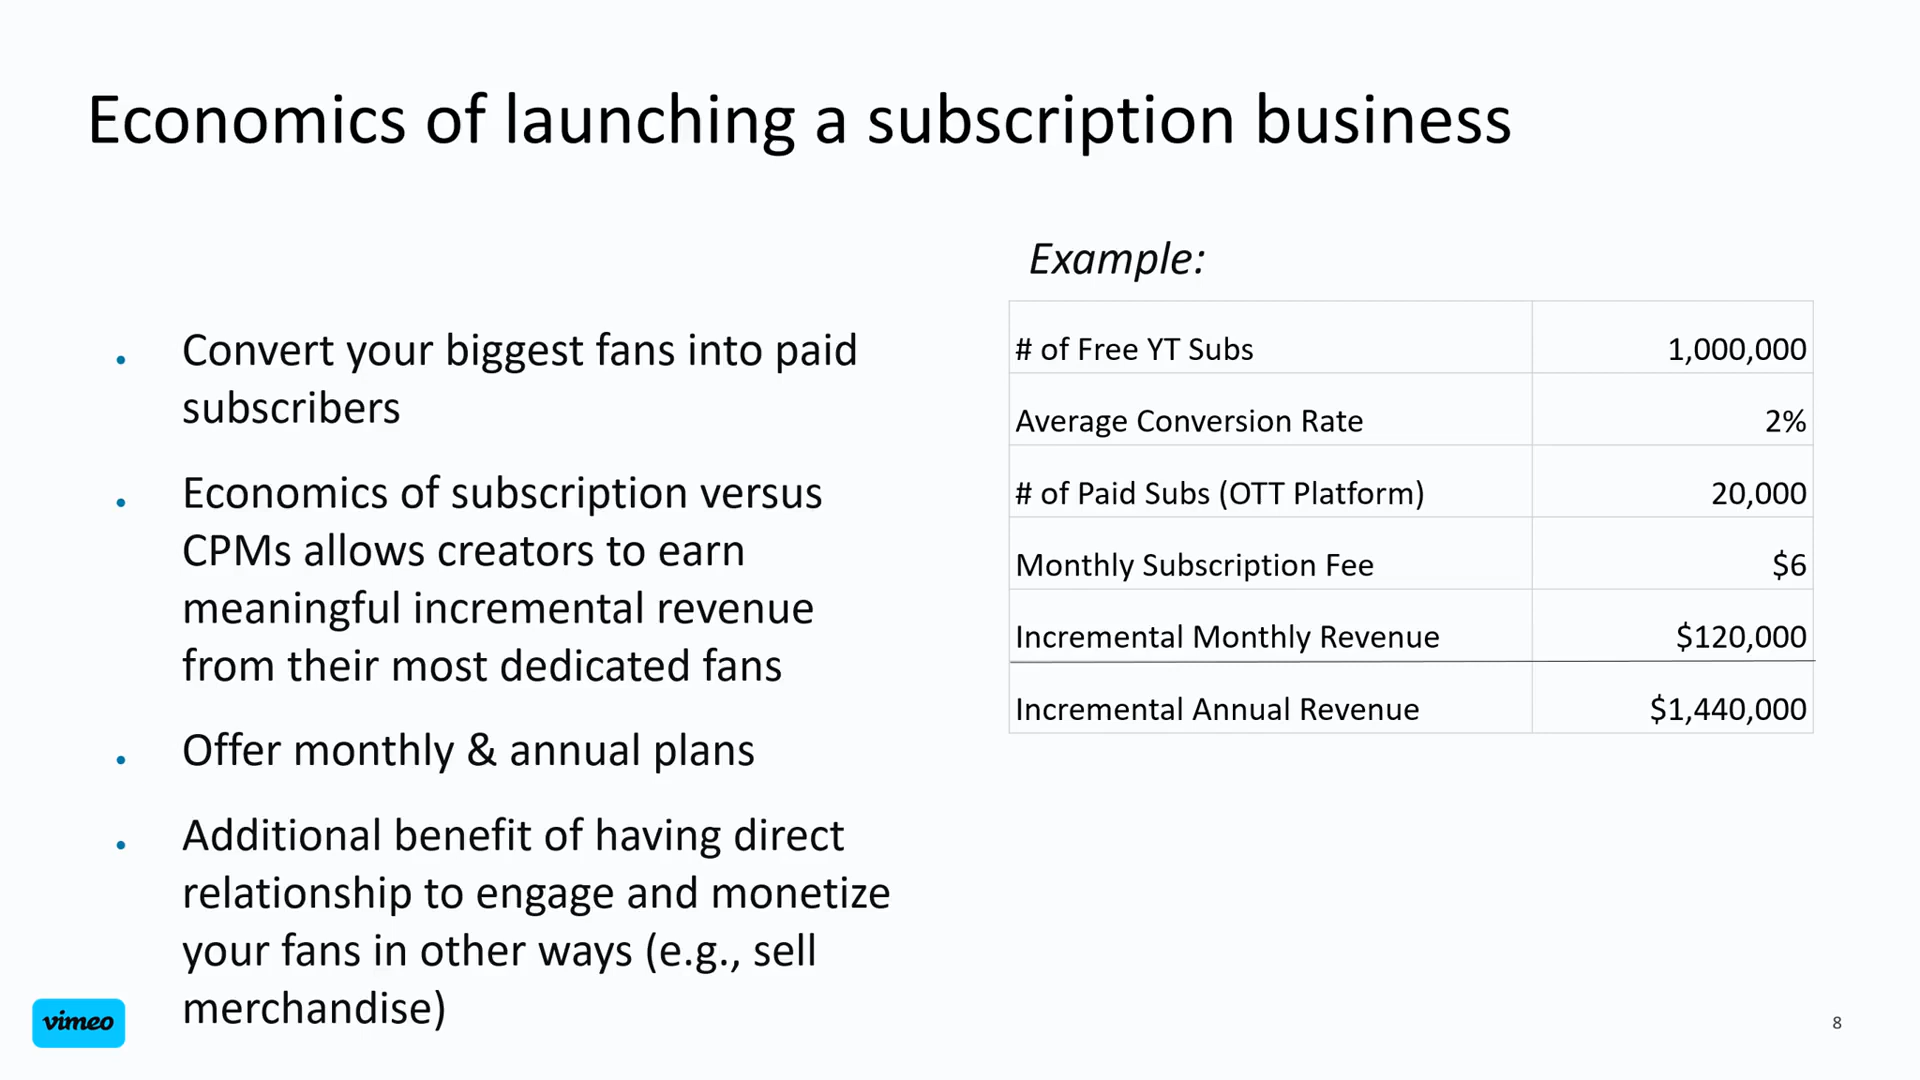 Economics of launching a subscription business
• Convert your biggest fans into paid
subscribers
• Economics of subscription versus
CPMs allows creators to earn
meaningful incremental revenue
from their most dedicated fans
• Offer monthly & annual plans
• Additional benefit of having direct
relationship to engage and monetize
your fans in other ways (e.g., sell
merchandise)
Example:
# of Free YT Subs 1,000,000
Average Conversion Rate 2%
# of Paid Subs (OTT Platform) 20,000
Monthly Subscription Fee $6
Incremental Monthly Revenue $120,000
Incremental Annual Revenue $1,440,000
vimeo
8